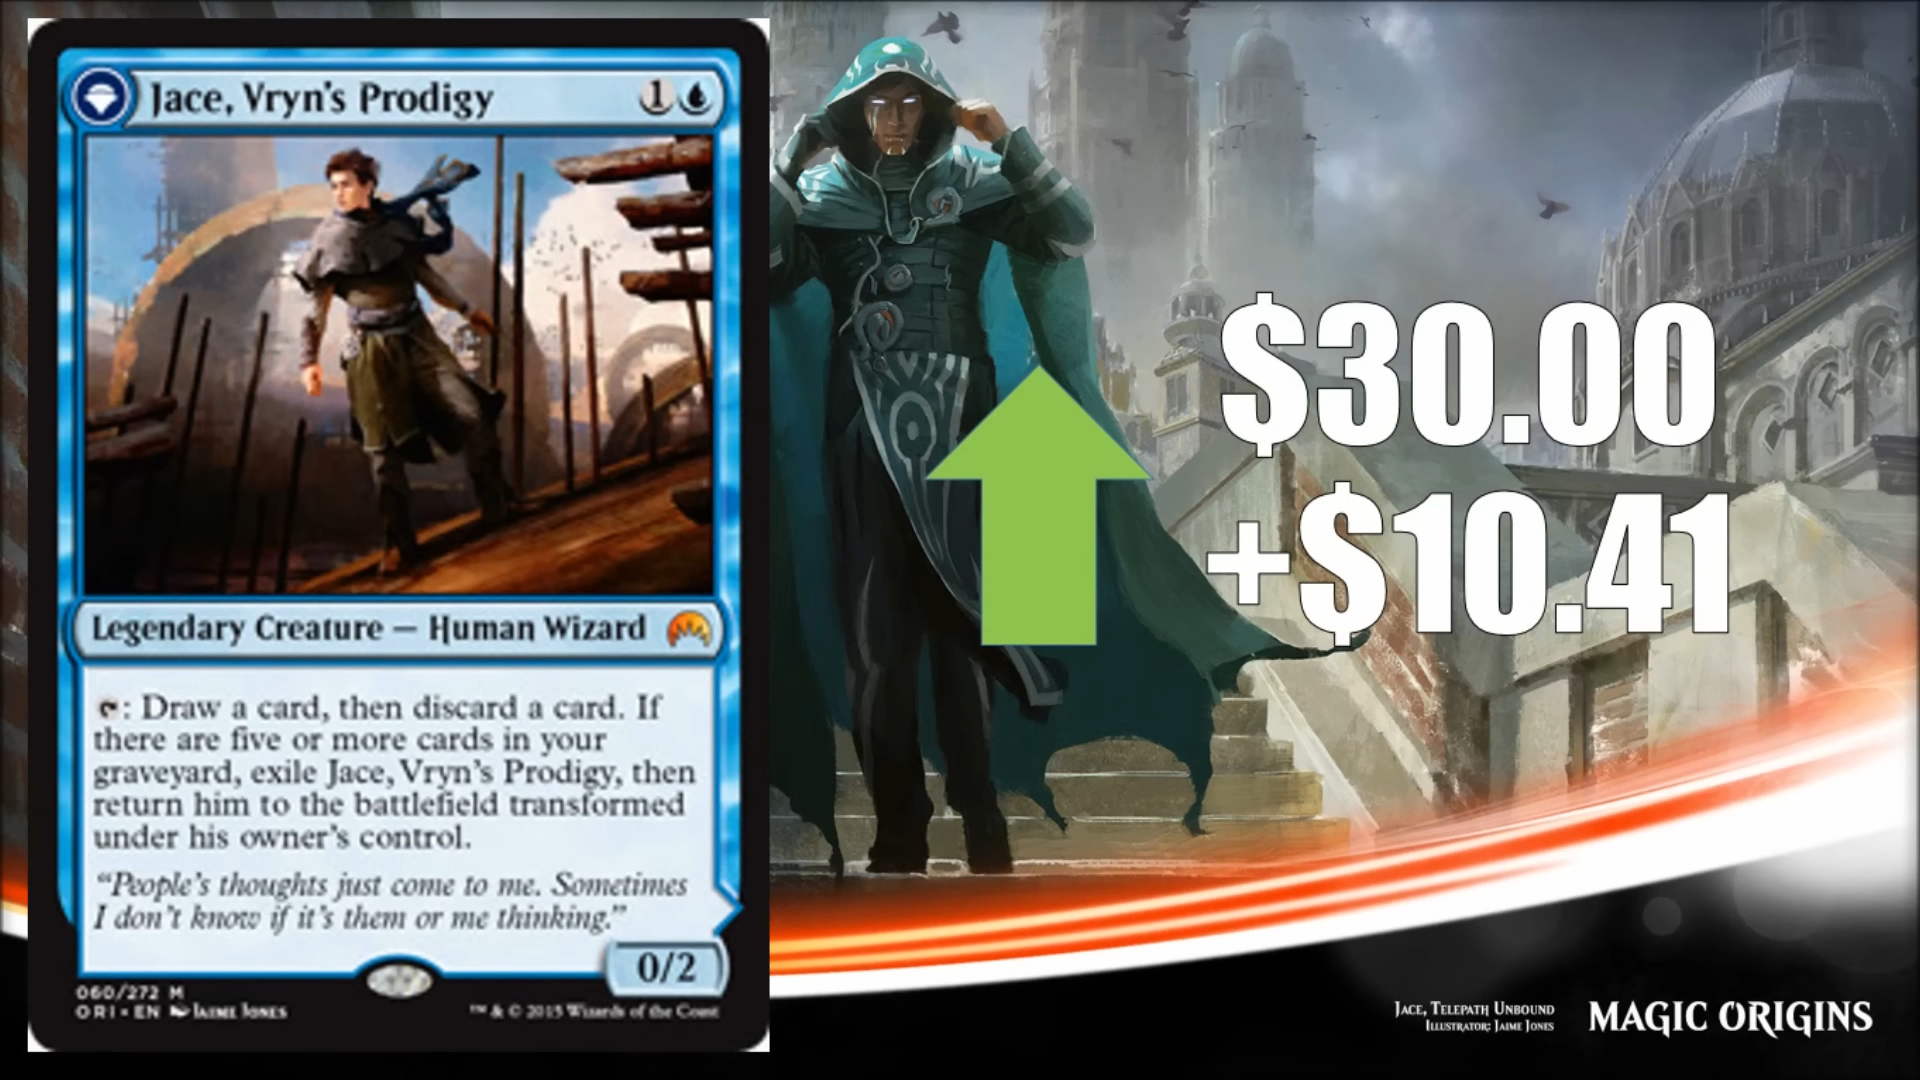 Jace, Vryn's Prodigy 1
Legendary Creature — Human Wizard
: Draw a card, then discard a card. If
there are five or more cards in your
graveyard, exile Jace, Vryn's Prodigy, then
return him to the battlefield transformed
under his owner's control.
“People's thoughts just come to me. Sometimes
I don't know if it's them or me thinking.”
0/2
060/272 M
ORI • EN Jaime Jones
™ & © 2015 Wizards of the Coast
$30.00
+$10.41
Jace, Telepath Unbound
Illustrator: Jaime Jones
MAGIC ORIGINS